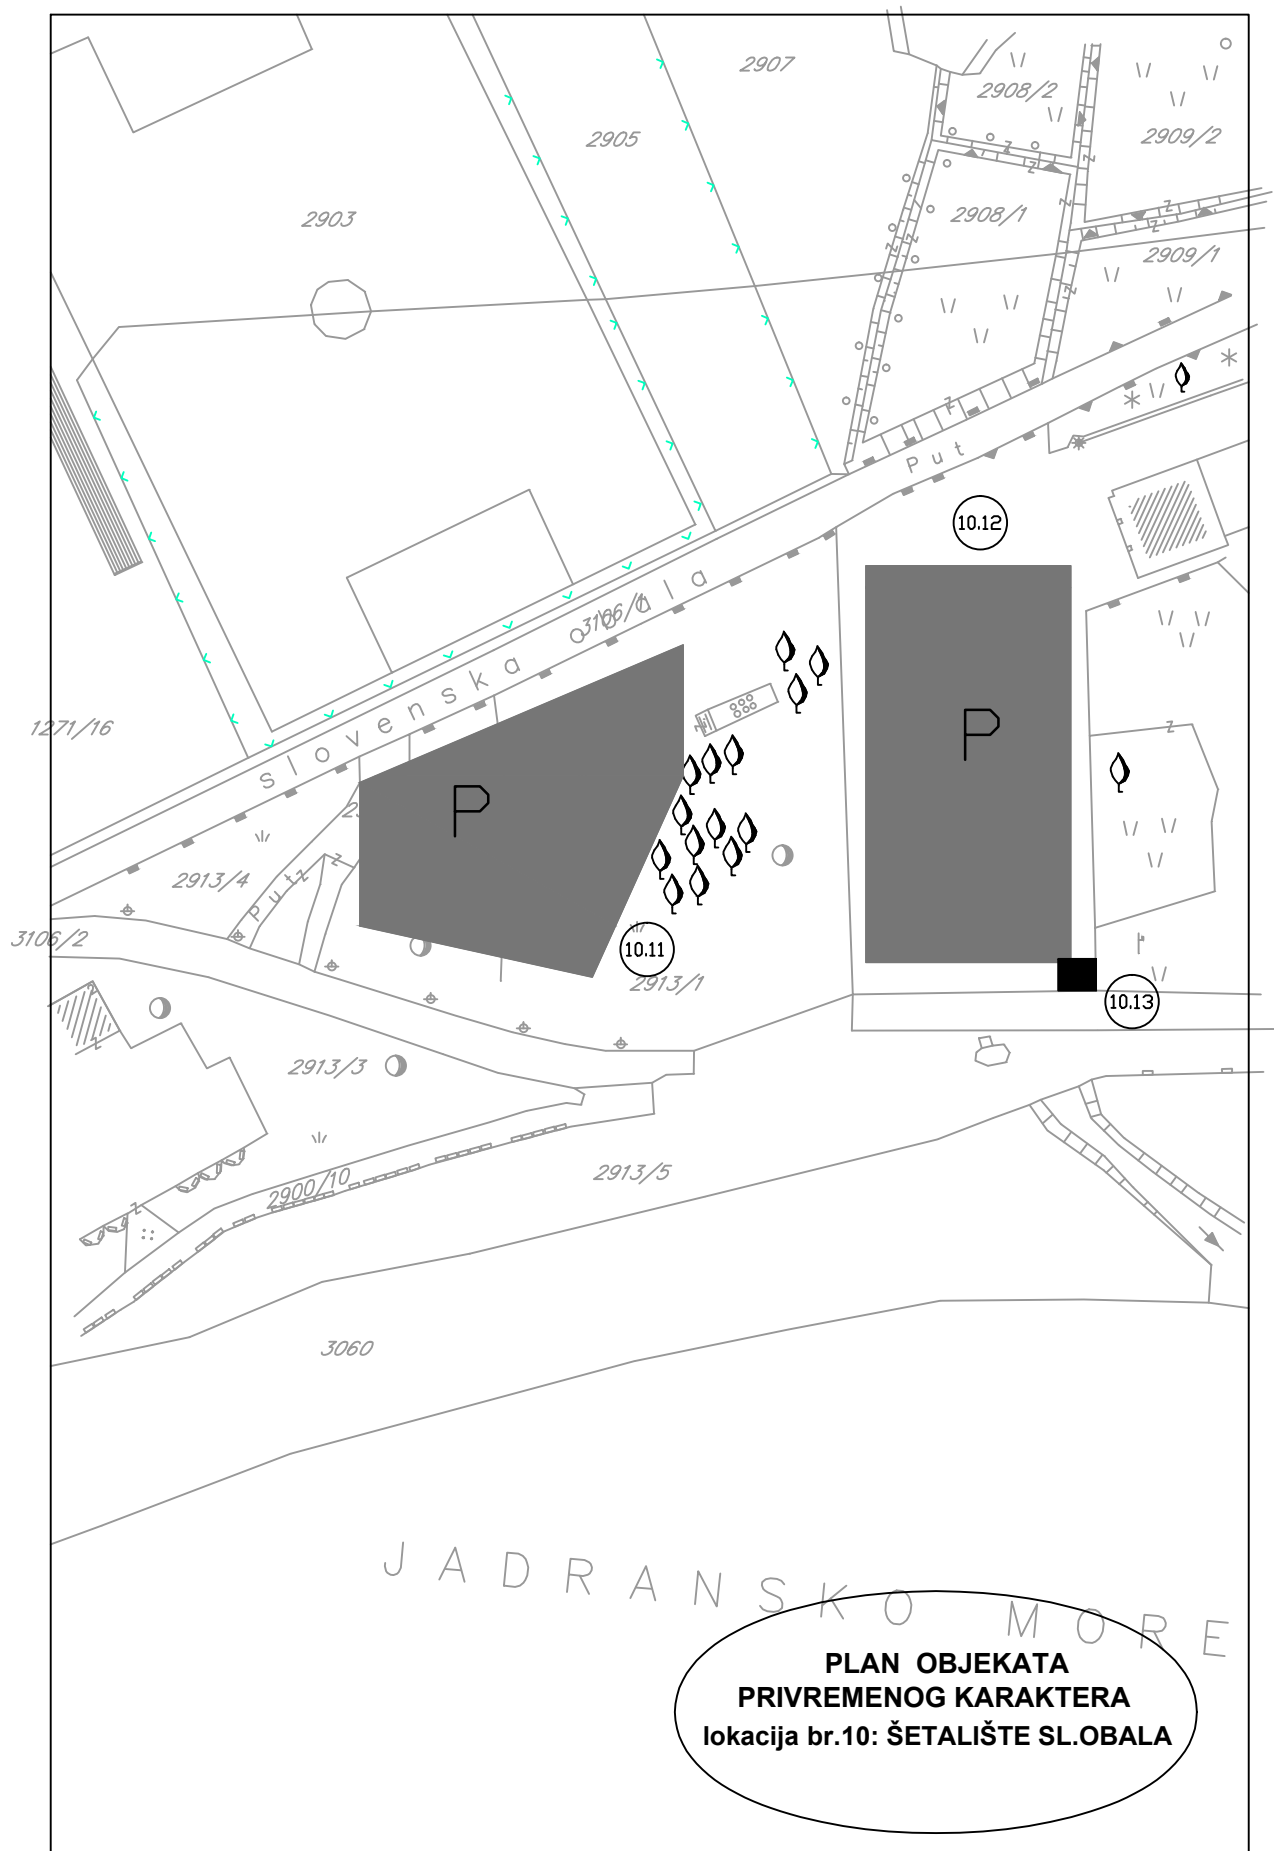 2907
2908/2
2905
2909/2
2903
2908/1
2909/1
Put
10.12
slovenska obala
3106/1
1271/16
P
P
2913/4
Put
3106/2
10.11
2913/1
10.13
2913/3
2913/5
2900/10
3060
JADRANSKO MORE
PLAN OBJEKATA
PRIVREMENOG KARAKTERA
lokacija br.10: ŠETALIŠTE SL.OBALA